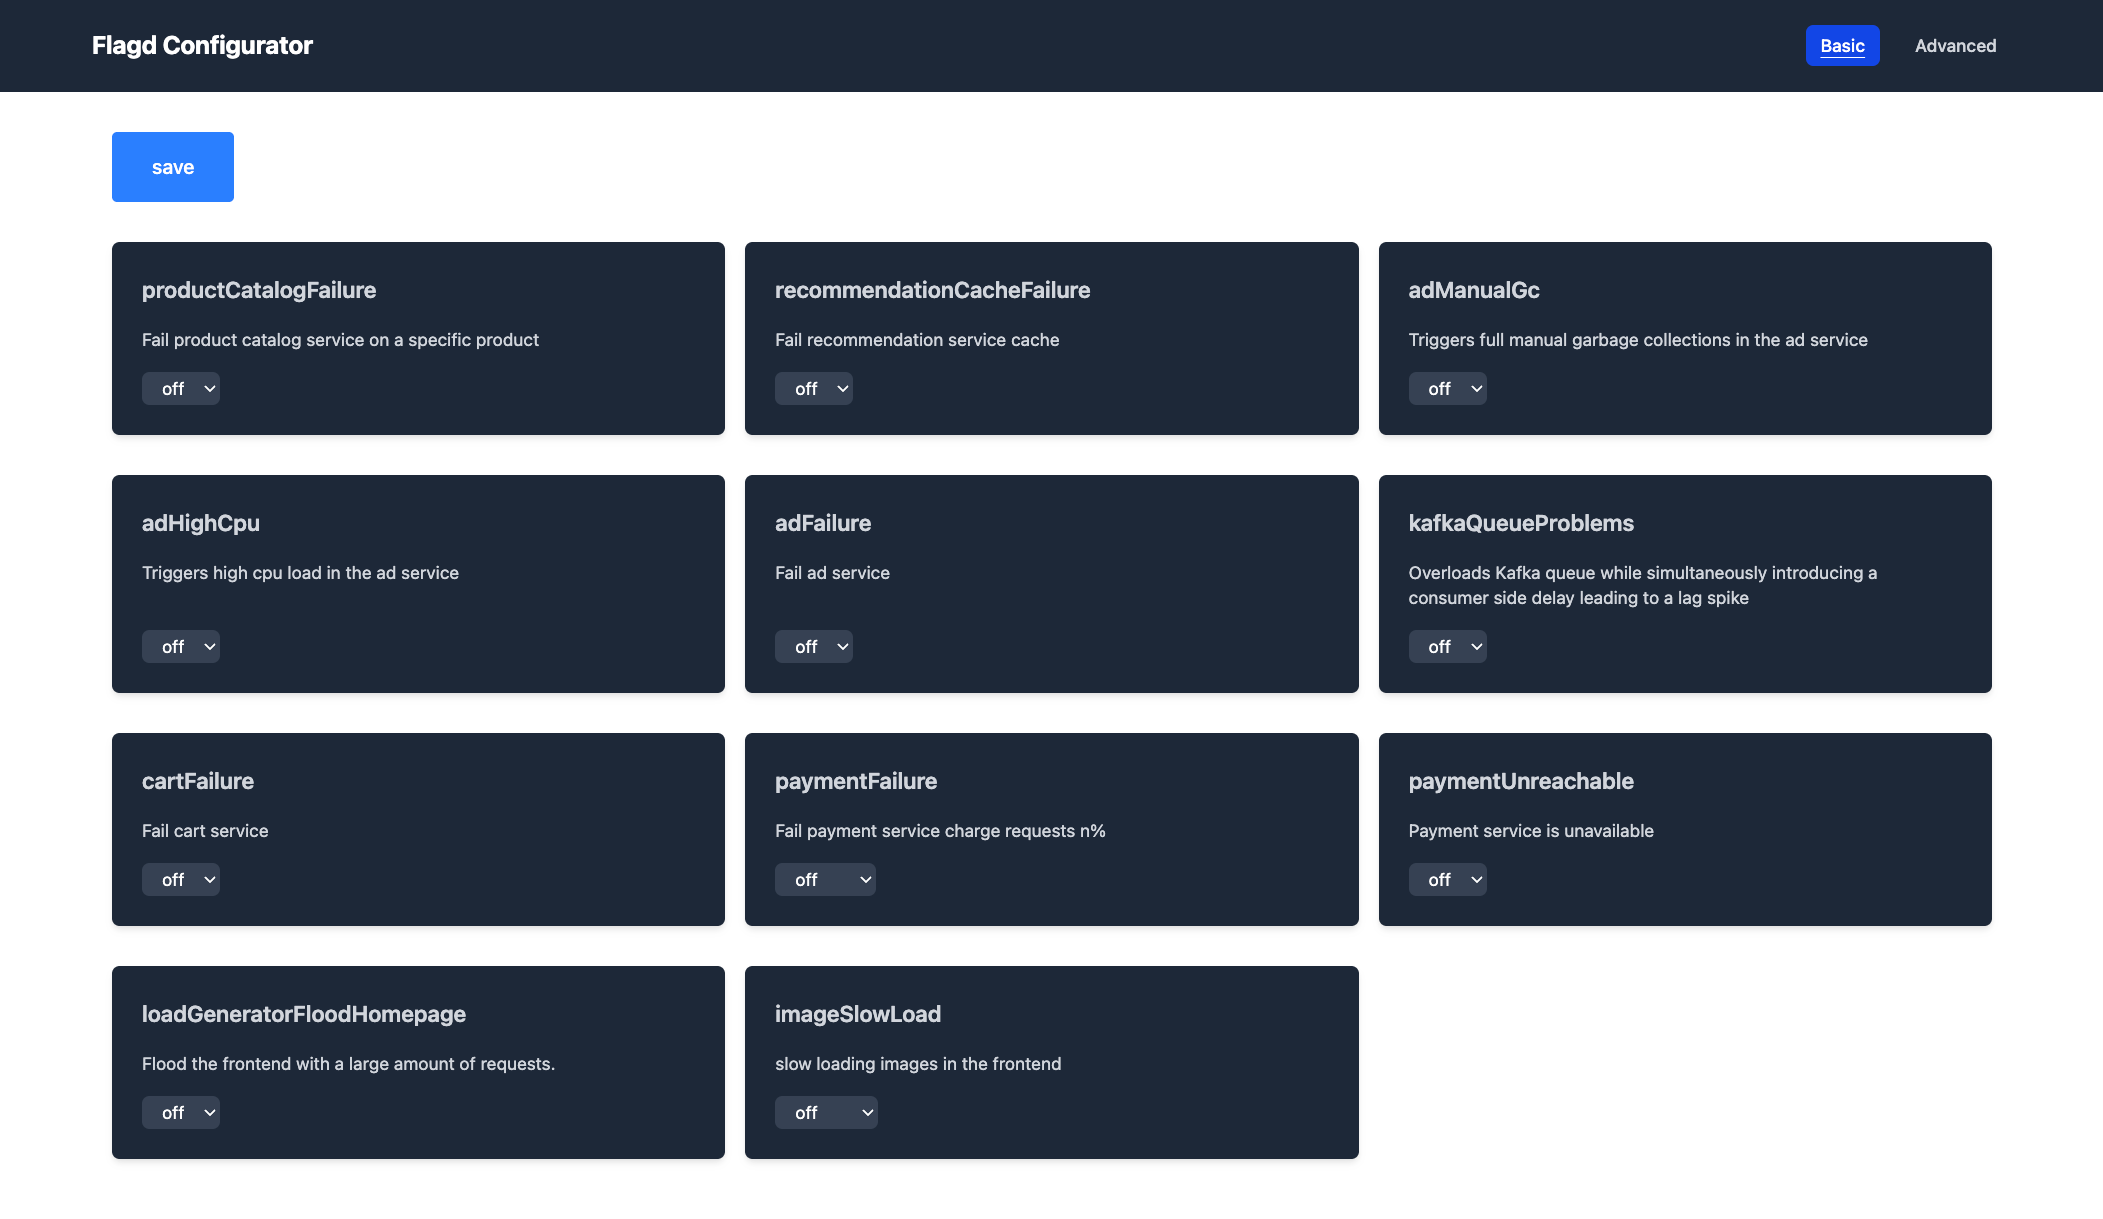 Flagd Configurator
Basic
Advanced
save
productCatalogFailure
Fail product catalog service on a specific product
off
recommendationCacheFailure
Fail recommendation service cache
off
adManualGc
Triggers full manual garbage collections in the ad service
off
adHighCpu
Triggers high cpu load in the ad service
off
adFailure
Fail ad service
off
kafkaQueueProblems
Overloads Kafka queue while simultaneously introducing a
consumer side delay leading to a lag spike
off
cartFailure
Fail cart service
off
paymentFailure
Fail payment service charge requests n%
off
paymentUnreachable
Payment service is unavailable
off
loadGeneratorFloodHomepage
Flood the frontend with a large amount of requests.
off
imageSlowLoad
slow loading images in the frontend
off